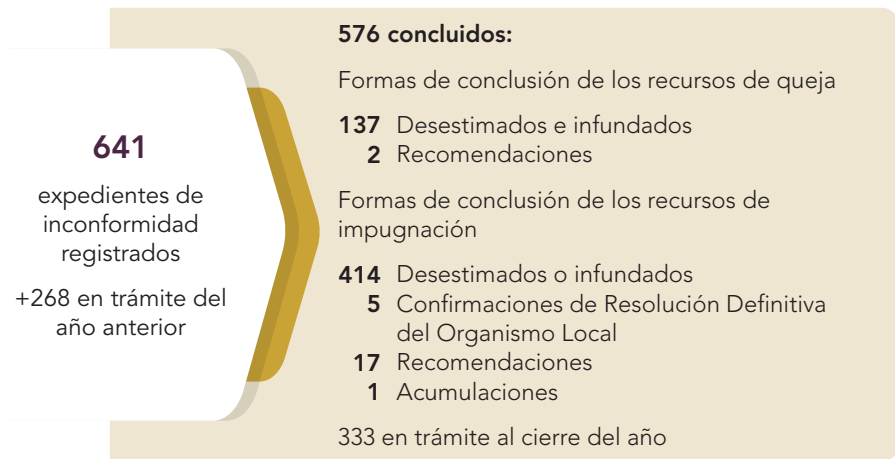 641
expedientes de
inconformidad
registrados
+268 en trámite del
año anterior
576 concluidos:
Formas de conclusión de los recursos de queja
137 Desestimados e infundados
2 Recomendaciones
Formas de conclusión de los recursos de
impugnación
414 Desestimados o infundados
5 Confirmaciones de Resolución Definitiva
del Organismo Local
17 Recomendaciones
1 Acumulaciones
333 en trámite al cierre del año